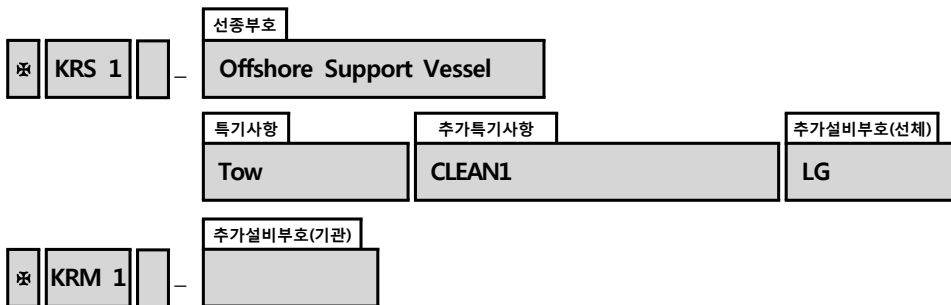 선종부호
✠ KRS 1 – Offshore Support Vessel
특기사항 추가특기사항 추가설비부호(선체)
Tow CLEAN1 LG
추가설비부호(기관)
✠ KRM 1 –